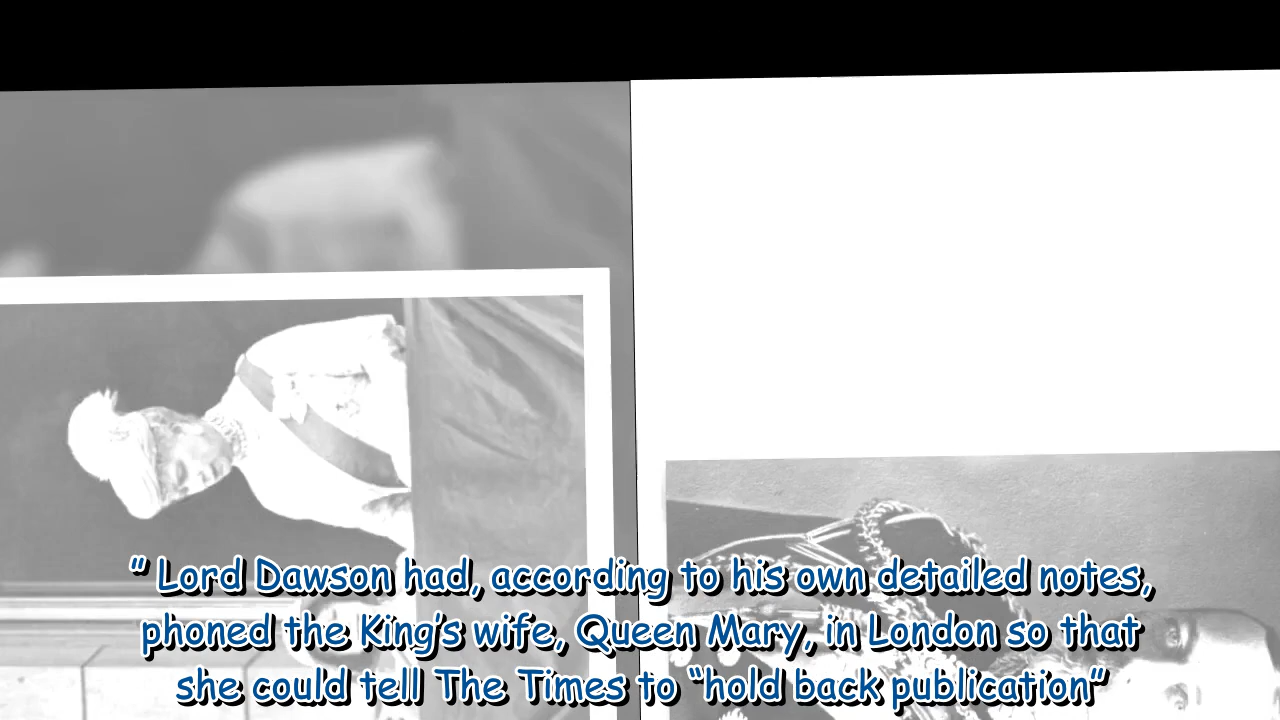 ” Lord Dawson had, according to his own detailed notes,
phoned the King’s wife, Queen Mary, in London so that
she could tell The Times to “hold back publication”